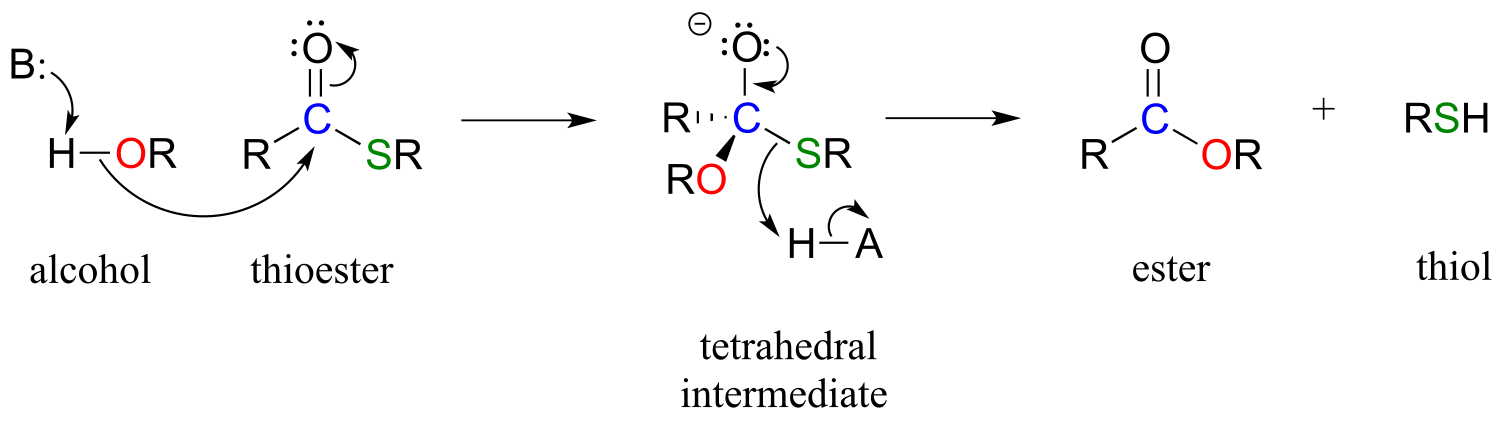 B:
H–OR
O
C
R
SR
⊖
O
R
C
SR
RO
H–A
O
C
R
OR
+
RSH
alcohol
thioester
ester
thiol
tetrahedral
intermediate